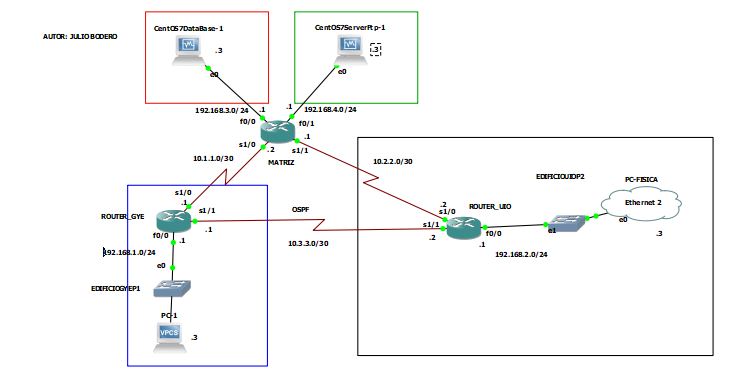 AUTOR: JULIO BODERO
CentOS7DataBase-1
.3
e0
CentOS7ServerFtp-1
.3
e0
192.168.3.0/24
.1
f0/0
.1
192.168.4.0/24
f0/1
.1
s1/0
.2
s1/1
MATRIZ
10.1.1.0/30
10.2.2.0/30
s1/0
.1
s1/1
.1
ROUTER_GYE
f0/0
.1
192.168.1.0/24
e0
EDIFICIOGYEP1
PC-1
VPCS
.3
OSPF
10.3.3.0/30
.2
s1/0
s1/1
.2
ROUTER_UIO
f0/0
.1
192.168.2.0/24
EDIFICIOUIOP2
e1
PC-FISICA
Ethernet 2
e0
.3